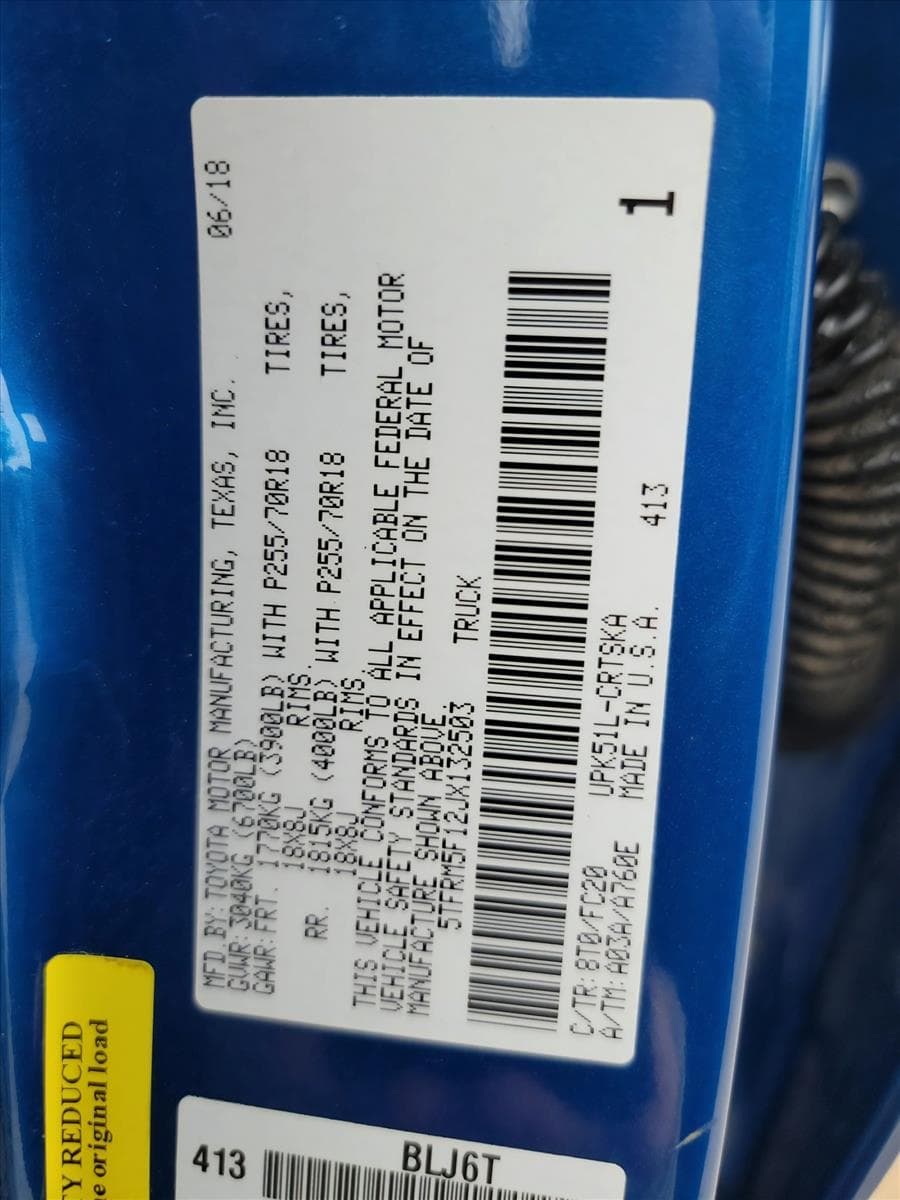 06/18
MFD.BY:TOYOTA MOTOR MANUFACTURING, TEXAS, INC.
GVWR:3040KG (6700LB)
GAWR:FRT. 1770KG (3900LB) WITH P255/70R18 TIRES,
18X8J RIMS.
RR. 1815KG (4000LB) WITH P255/70R18 TIRES,
18X8J RIMS
THIS VEHICLE CONFORMS TO ALL APPLICABLE FEDERAL MOTOR
VEHICLE SAFETY STANDARDS IN EFFECT ON THE DATE OF
MANUFACTURE SHOWN ABOVE.
5TFRM5F12JX132503 TRUCK
C/TR:8T0/FC20 UPK51L-CRTSKA
A/TM:A03A/A760E MADE IN U.S.A. 413
1
REDUCED
original load
413 BLJ6T